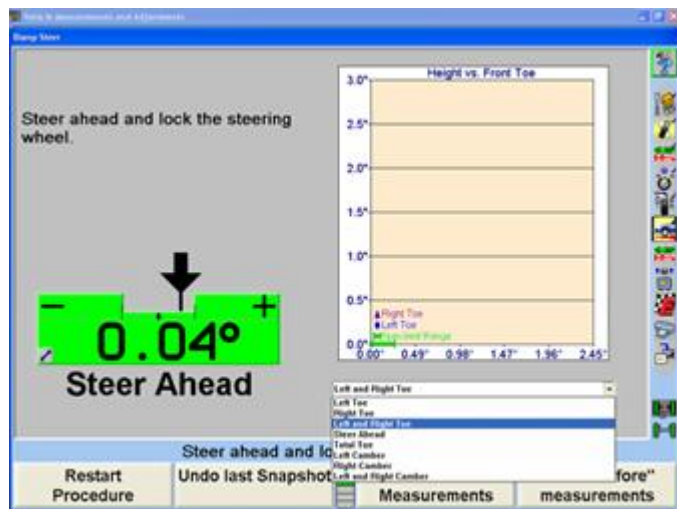 Bump Steer
Steer ahead and lock the steering
wheel.
− +
0.04°
Steer Ahead
Height vs. Front Toe
3.0"
2.5"
2.0"
1.5"
1.0"
0.5"
0.0"
Right Toe
Left Toe
0.00° 0.49° 0.98° 1.47° 1.96° 2.45°
Left and Right Toe
Left Toe
Right Toe
Left and Right Toe
Steer Ahead
Total Toe
Left Camber
Right Camber
Left and Right Camber
Steer ahead and lo
Restart
Procedure
Undo last Snapshot
Measurements
fore"
measurements